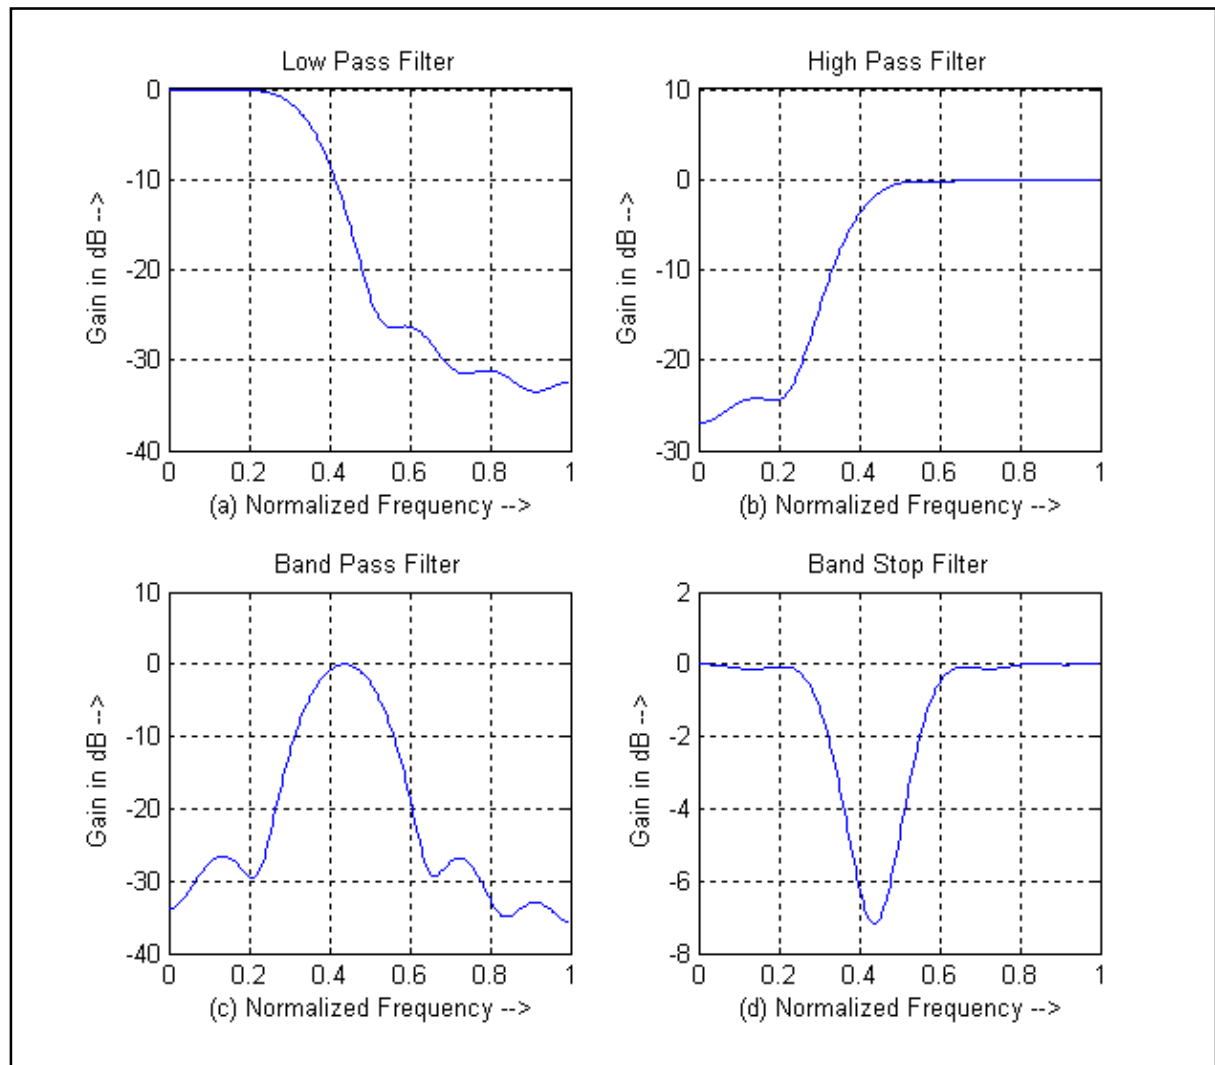 Low Pass Filter
0
-10
-20
-30
-40
0 0.2 0.4 0.6 0.8 1
Gain in dB -->
(a) Normalized Frequency -->
High Pass Filter
10
0
-10
-20
-30
0 0.2 0.4 0.6 0.8 1
Gain in dB -->
(b) Normalized Frequency -->
Band Pass Filter
10
0
-10
-20
-30
-40
0 0.2 0.4 0.6 0.8 1
Gain in dB -->
(c) Normalized Frequency -->
Band Stop Filter
2
0
-2
-4
-6
-8
0 0.2 0.4 0.6 0.8 1
Gain in dB -->
(d) Normalized Frequency -->